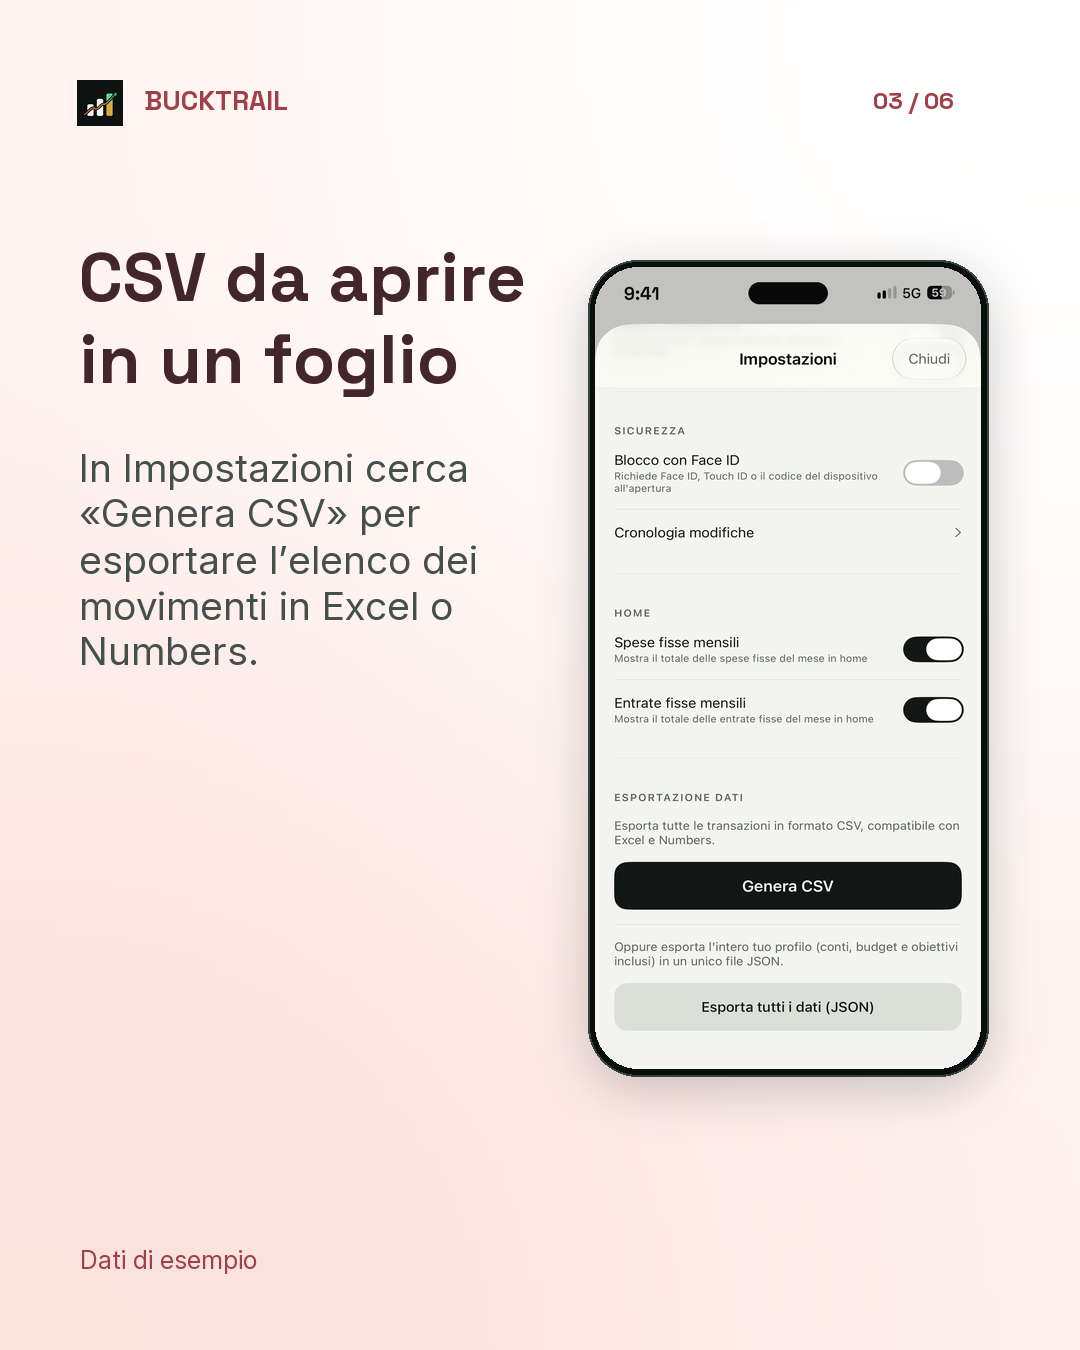 BUCKTRAIL
03 / 06
CSV da aprire
in un foglio
In Impostazioni cerca
«Genera CSV» per
esportare l’elenco dei
movimenti in Excel o
Numbers.
9:41
5G
59
Impostazioni
Chiudi
SICUREZZA
Blocco con Face ID
Richiede Face ID, Touch ID o il codice del dispositivo
all'apertura
Cronologia modifiche
HOME
Spese fisse mensili
Mostra il totale delle spese fisse del mese in home
Entrate fisse mensili
Mostra il totale delle entrate fisse del mese in home
ESPORTAZIONE DATI
Esporta tutte le transazioni in formato CSV, compatibile con
Excel e Numbers.
Genera CSV
Oppure esporta l'intero tuo profilo (conti, budget e obiettivi
inclusi) in un unico file JSON.
Esporta tutti i dati (JSON)
Dati di esempio